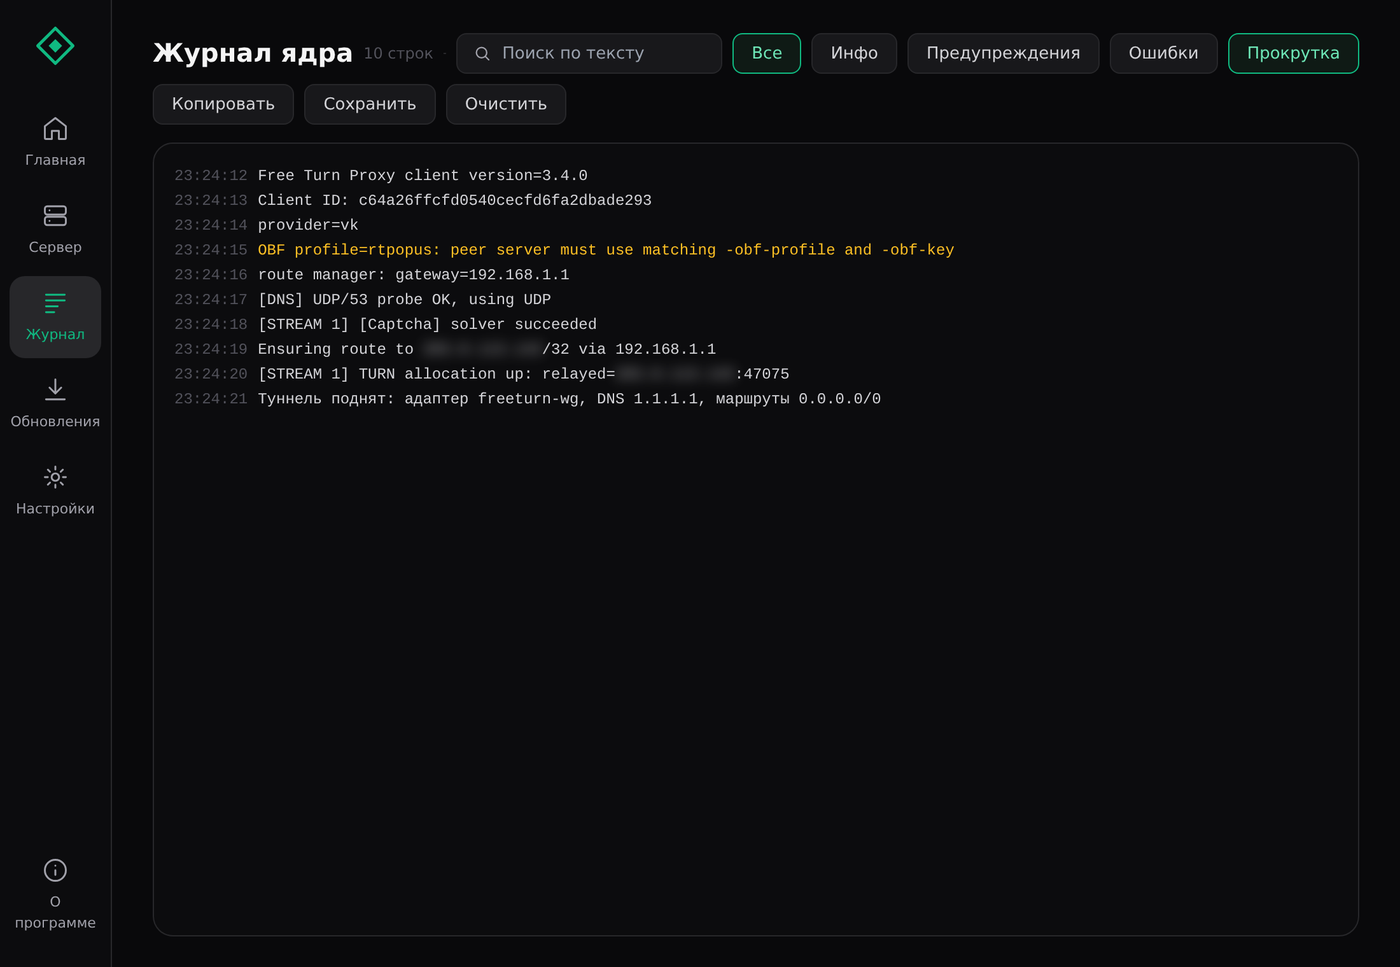 Журнал ядра 10 строк ·
Поиск по тексту
Все
Инфо
Предупреждения
Ошибки
Прокрутка
Копировать
Сохранить
Очистить
Главная
Сервер
Журнал
Обновления
Настройки
О
программе
23:24:12 Free Turn Proxy client version=3.4.0
23:24:13 Client ID: c64a26ffcfd0540cecfd6fa2dbade293
23:24:14 provider=vk
23:24:15 OBF profile=rtpopus: peer server must use matching -obf-profile and -obf-key
23:24:16 route manager: gateway=192.168.1.1
23:24:17 [DNS] UDP/53 probe OK, using UDP
23:24:18 [STREAM 1] [Captcha] solver succeeded
23:24:19 Ensuring route to /32 via 192.168.1.1
23:24:20 [STREAM 1] TURN allocation up: relayed= :47075
23:24:21 Туннель поднят: адаптер freeturn-wg, DNS 1.1.1.1, маршруты 0.0.0.0/0